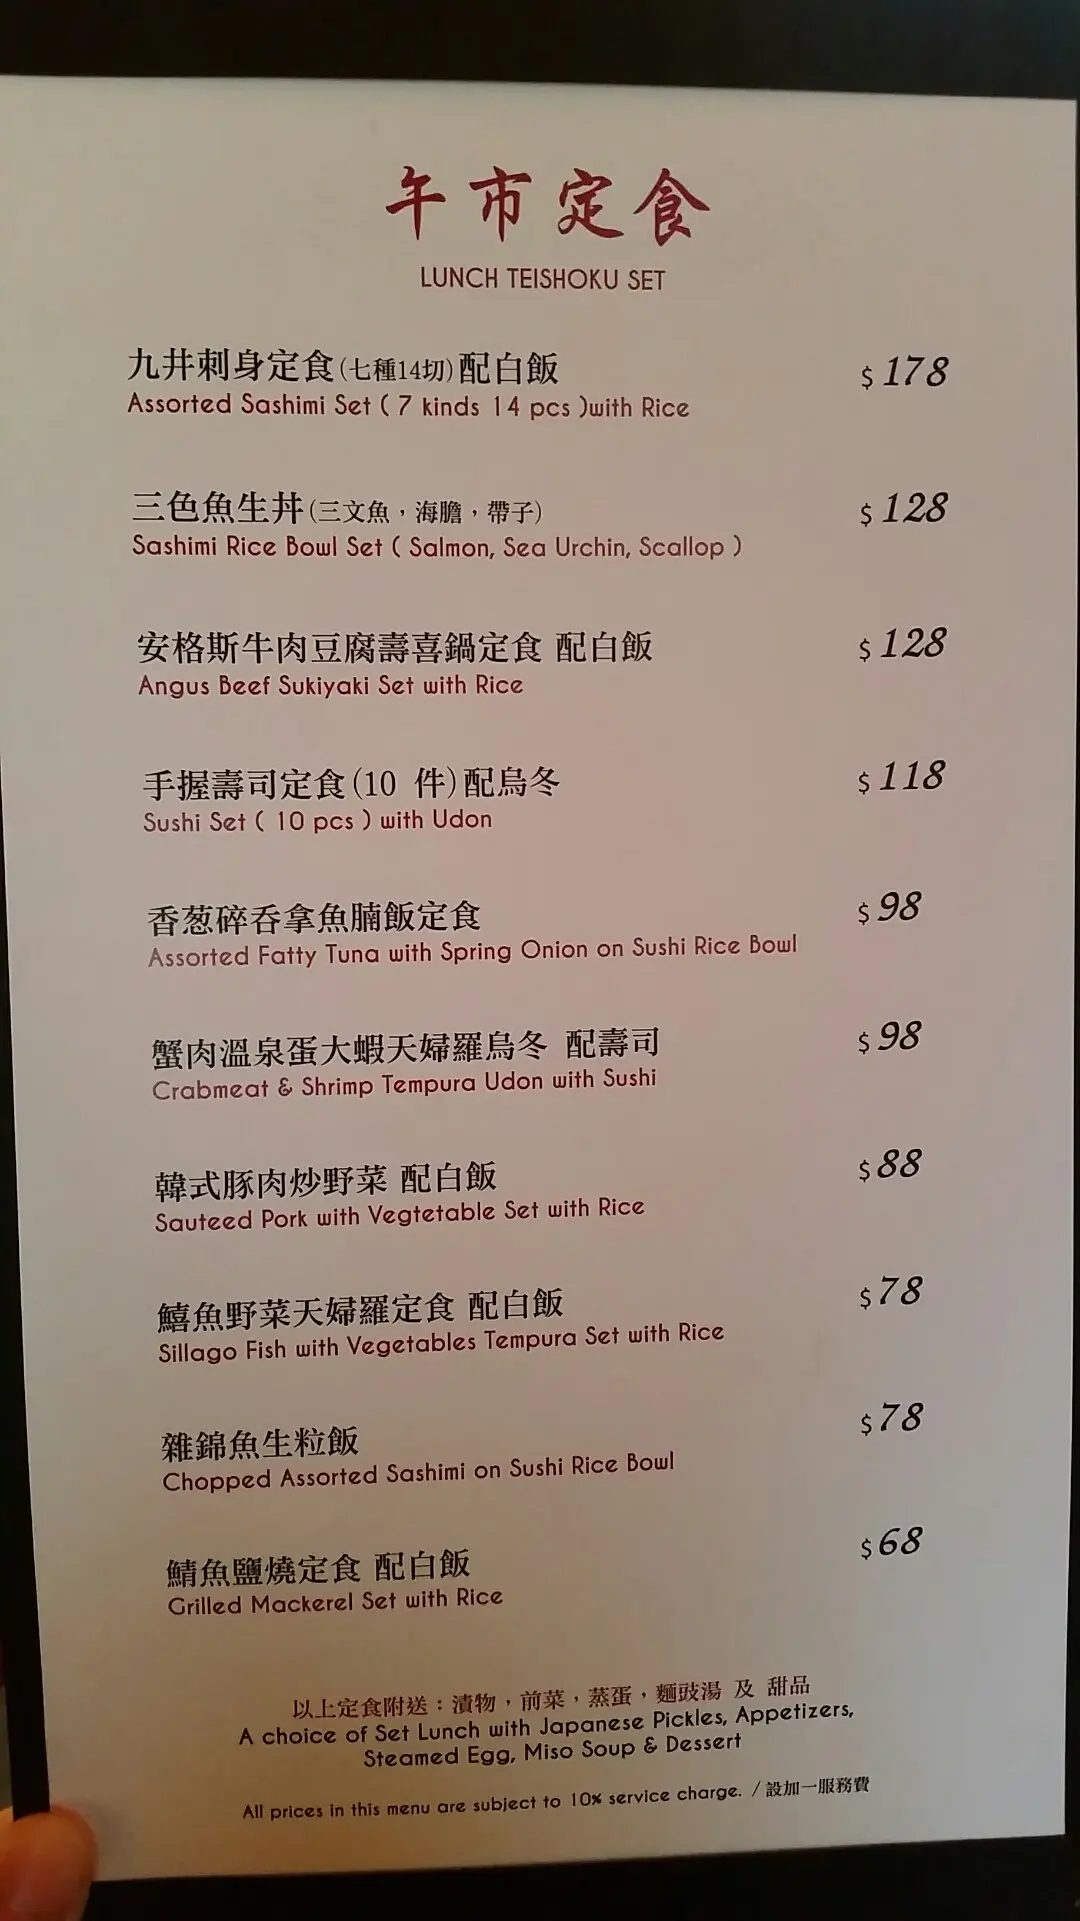 午市定食
LUNCH TEISHOKU SET
九井刺身定食(七種14切)配白飯 $178
Assorted Sashimi Set ( 7 kinds 14 pcs )with Rice
三色魚生丼(三文魚，海膽，帶子) $128
Sashimi Rice Bowl Set ( Salmon, Sea Urchin, Scallop )
安格斯牛肉豆腐壽喜鍋定食 配白飯 $128
Angus Beef Sukiyaki Set with Rice
手握壽司定食(10 件)配烏冬 $118
Sushi Set ( 10 pcs ) with Udon
香葱碎吞拿魚腩飯定食 $98
Assorted Fatty Tuna with Spring Onion on Sushi Rice Bowl
蟹肉溫泉蛋大蝦天婦羅烏冬 配壽司 $98
Crabmeat & Shrimp Tempura Udon with Sushi
韓式豚肉炒野菜 配白飯 $88
Sauteed Pork with Vegtetable Set with Rice
鱚魚野菜天婦羅定食 配白飯 $78
Sillago Fish with Vegetables Tempura Set with Rice
雜錦魚生粒飯 $78
Chopped Assorted Sashimi on Sushi Rice Bowl
鯖魚鹽燒定食 配白飯 $68
Grilled Mackerel Set with Rice
以上定食附送：漬物，前菜，蒸蛋，麵豉湯 及 甜品
A choice of Set Lunch with Japanese Pickles, Appetizers,
Steamed Egg, Miso Soup & Dessert
All prices in this menu are subject to 10% service charge. / 設加一服務費